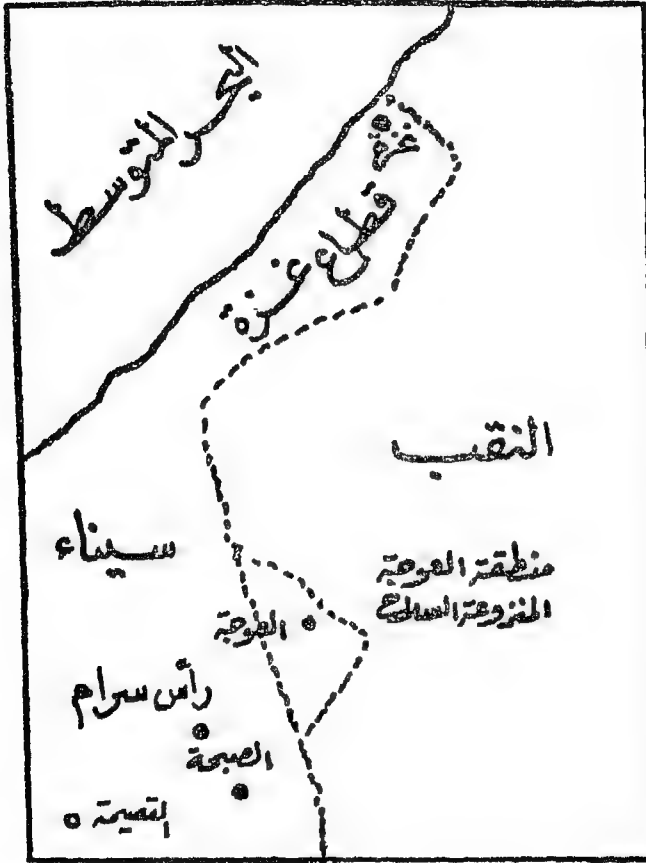 البحر المتوسط
غزة
قطاع غزة
النقب
سيناء
منطقة العوجة
المنزوعة السلاح
العوجة
رأس سرام
الصبحة
القصيمة